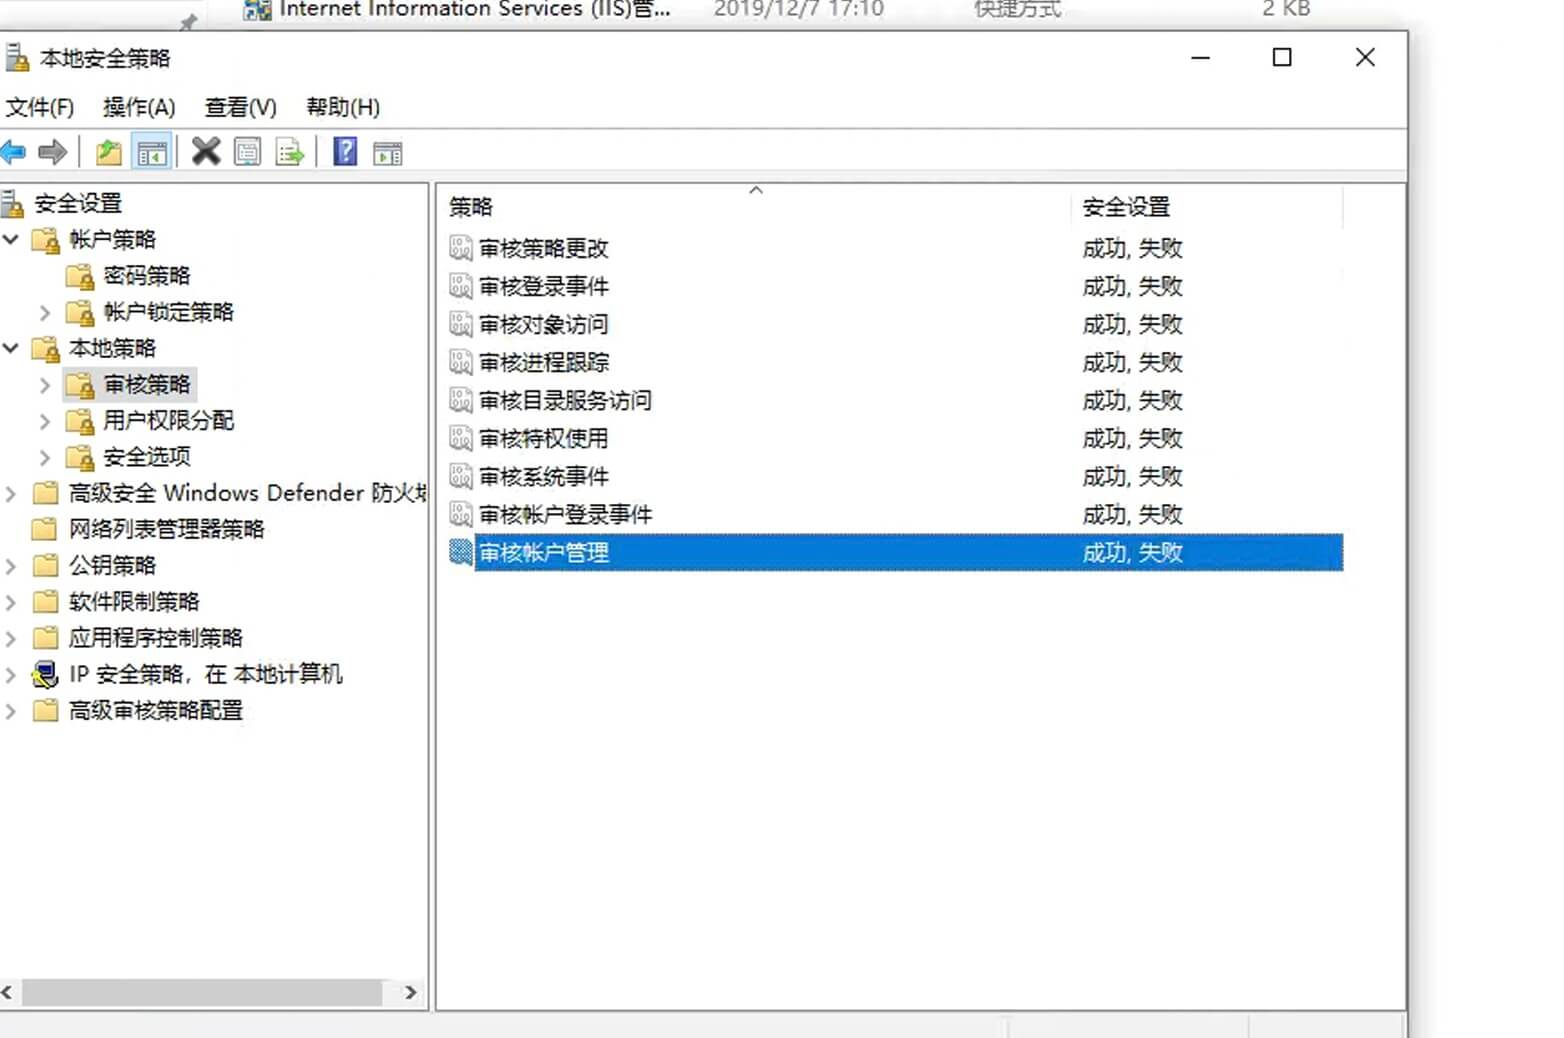 Internet Information Services (IIS)管... 2019/12/7 17:10 快捷方式 2 KB
本地安全策略
文件(F) 操作(A) 查看(V) 帮助(H)
安全设置
帐户策略
密码策略
帐户锁定策略
本地策略
审核策略
用户权限分配
安全选项
高级安全 Windows Defender 防火
网络列表管理器策略
公钥策略
软件限制策略
应用程序控制策略
IP 安全策略，在 本地计算机
高级审核策略配置
策略 安全设置
审核策略更改 成功, 失败
审核登录事件 成功, 失败
审核对象访问 成功, 失败
审核进程跟踪 成功, 失败
审核目录服务访问 成功, 失败
审核特权使用 成功, 失败
审核系统事件 成功, 失败
审核帐户登录事件 成功, 失败
审核帐户管理 成功, 失败